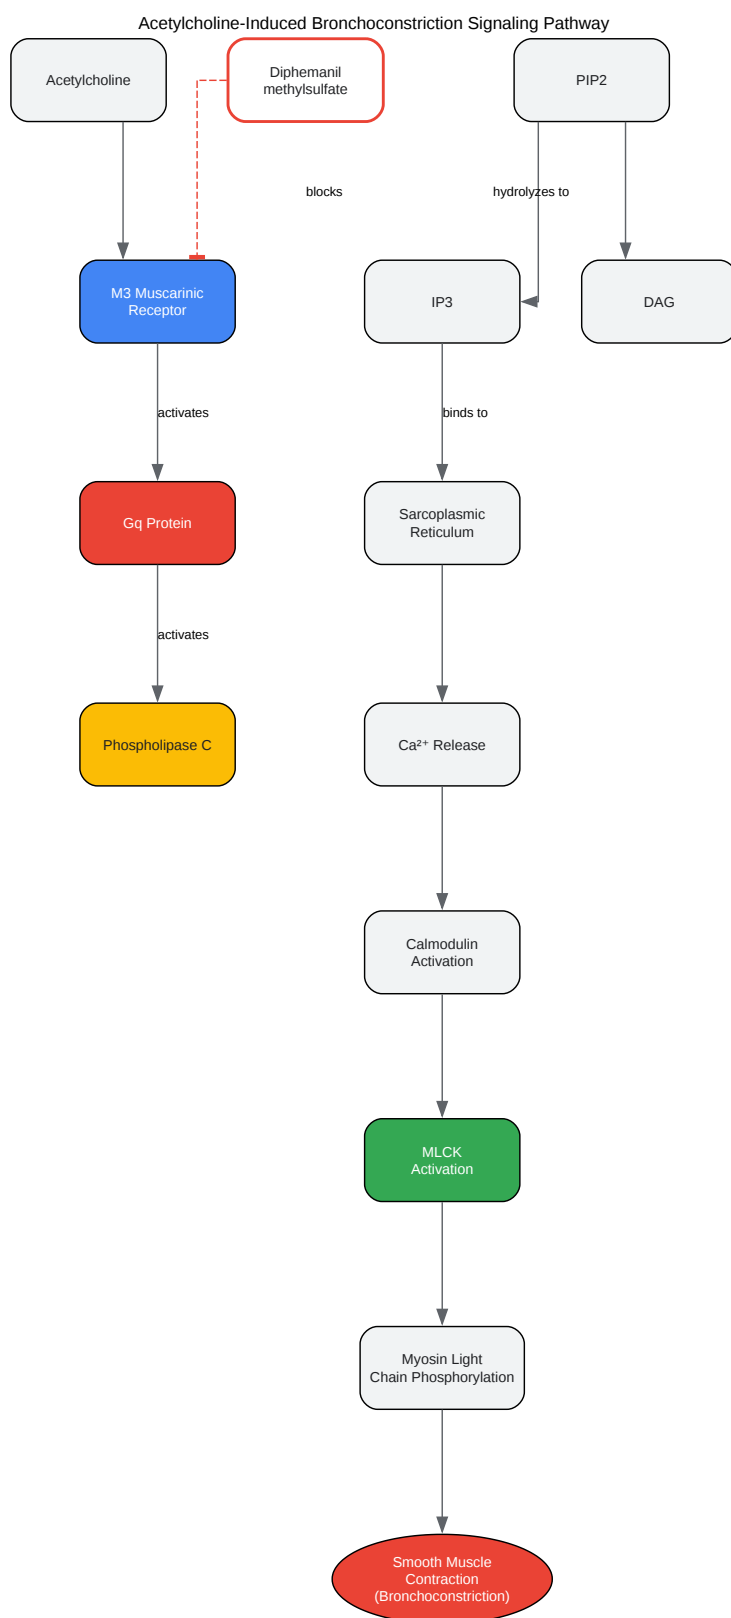 Acetylcholine-Induced Bronchoconstriction Signaling Pathway
Acetylcholine
Diphemanil
methylsulfate
PIP2
blocks
hydrolyzes to
M3 Muscarinic
Receptor
IP3
DAG
activates
binds to
Gq Protein
Sarcoplasmic
Reticulum
activates
Phospholipase C
Ca²⁺ Release
Calmodulin
Activation
MLCK
Activation
Myosin Light
Chain Phosphorylation
Smooth Muscle
Contraction
(Bronchoconstriction)